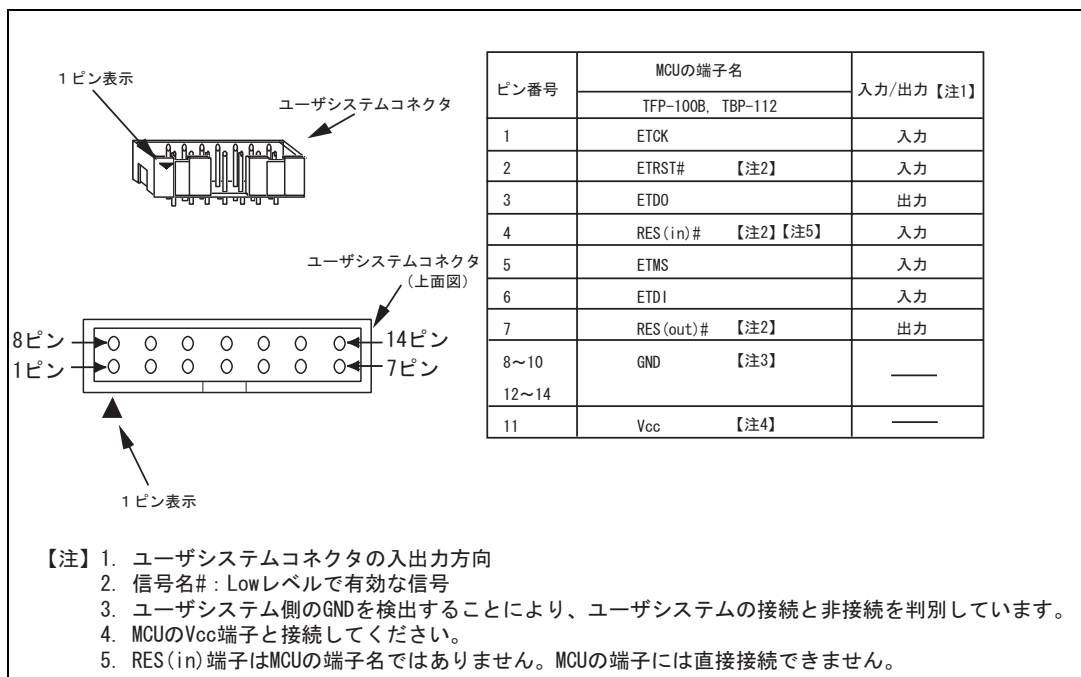 1ピン表示
ユーザシステムコネクタ
ユーザシステムコネクタ
(上面図)
8ピン
14ピン
1ピン
7ピン
1ピン表示
ピン番号 MCUの端子名 入力/出力【注1】
TFP-100B, TBP-112
1 ETCK 入力
2 ETRST# 【注2】 入力
3 ETDO 出力
4 RES(in)# 【注2】【注5】 入力
5 ETMS 入力
6 ETDI 入力
7 RES(out)# 【注2】 出力
8~10 GND 【注3】 ——
12~14
11 Vcc 【注4】 ——
【注】1. ユーザシステムコネクタの入出力方向
2. 信号名#:Lowレベルで有効な信号
3. ユーザシステム側のGNDを検出することにより、ユーザシステムの接続と非接続を判別しています。
4. MCUのVcc端子と接続してください。
5. RES(in)端子はMCUの端子名ではありません。MCUの端子には直接接続できません。